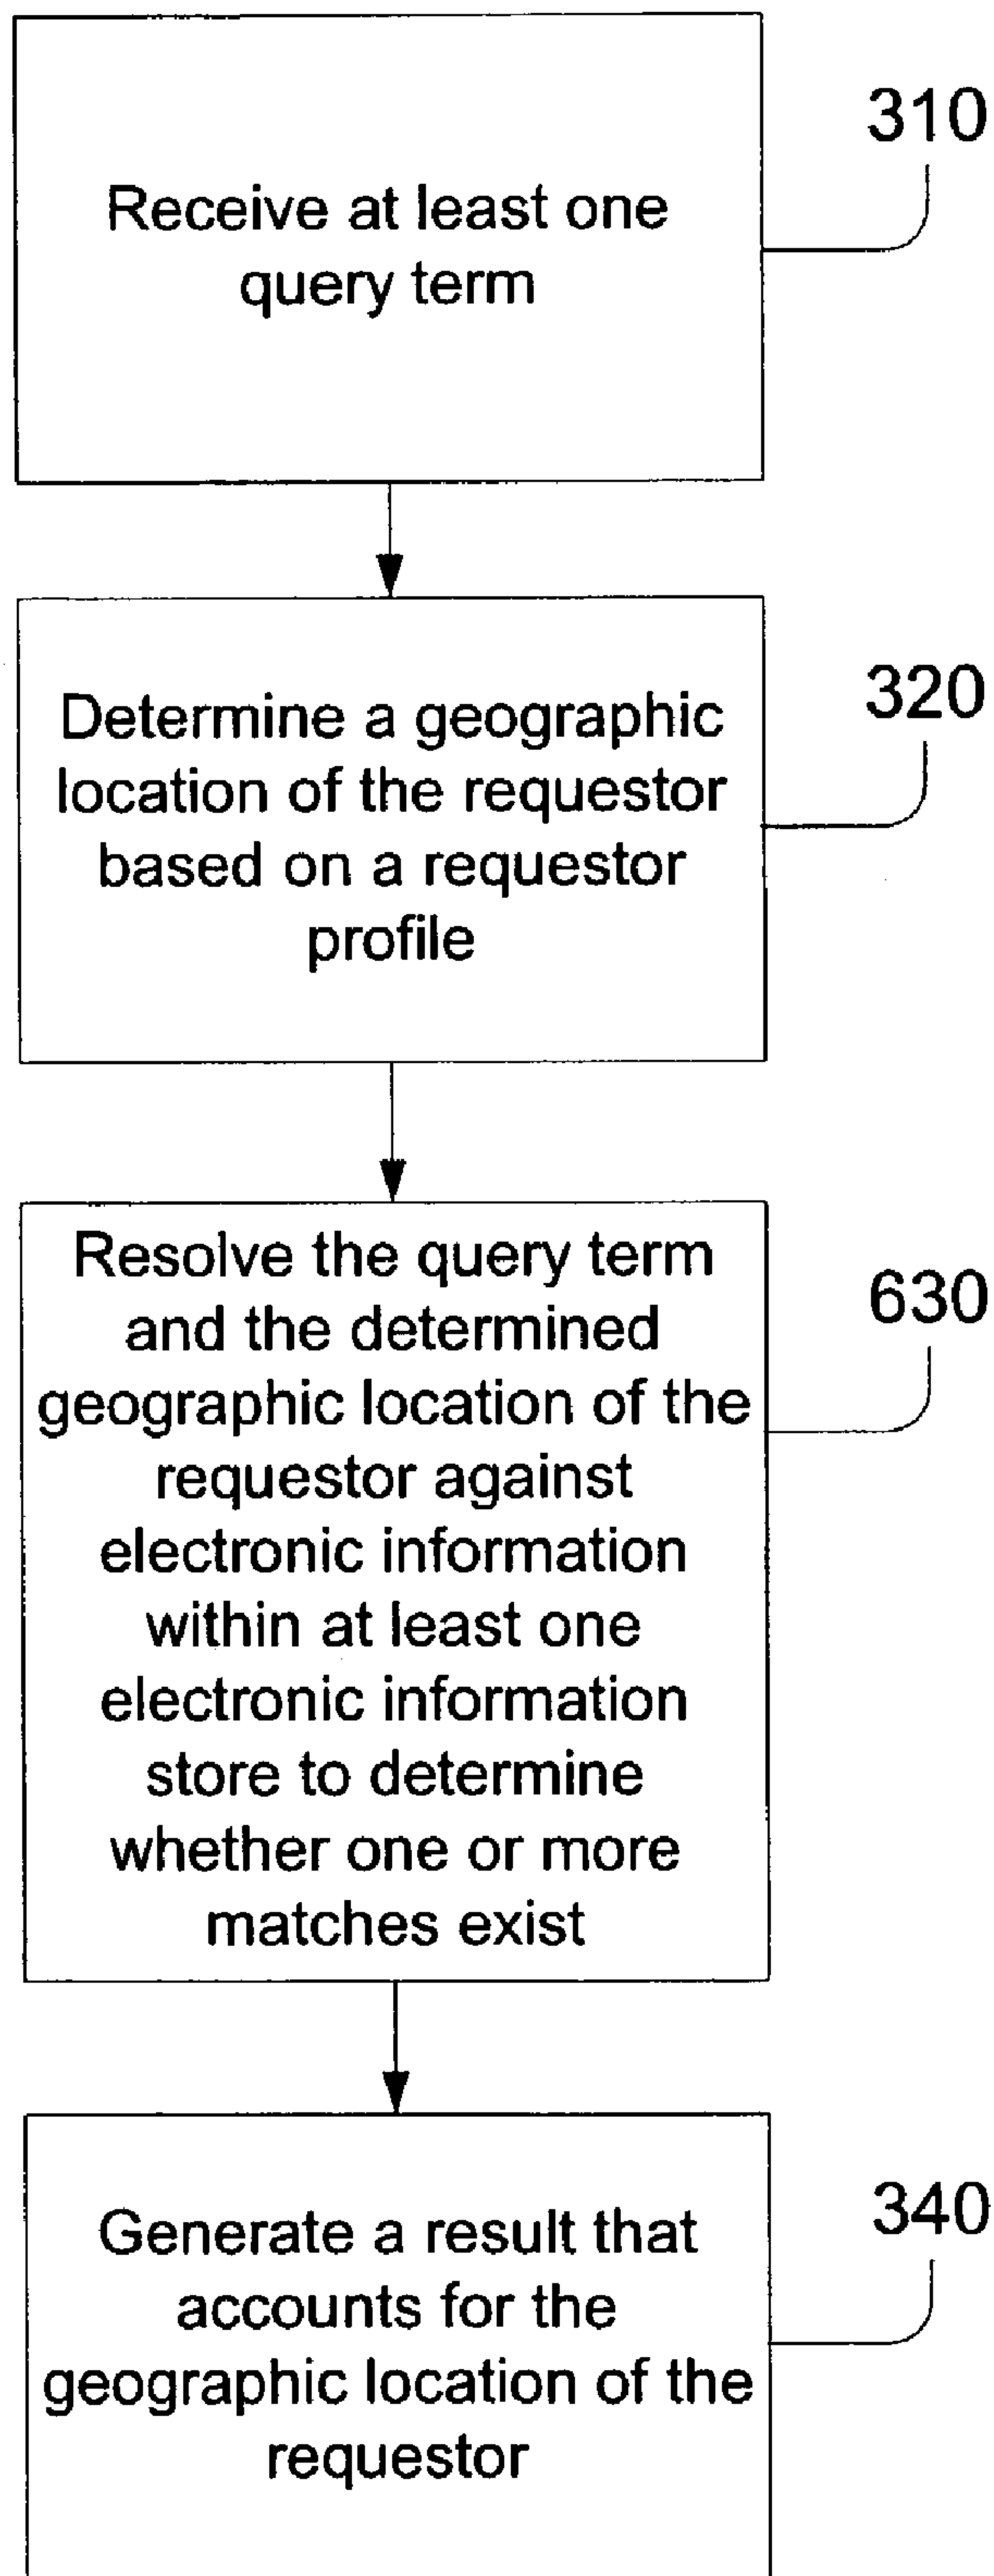 310
Receive at least one
query term
320
Determine a geographic
location of the requestor
based on a requestor
profile
630
Resolve the query term
and the determined
geographic location of the
requestor against
electronic information
within at least one
electronic information
store to determine
whether one or more
matches exist
340
Generate a result that
accounts for the
geographic location of the
requestor